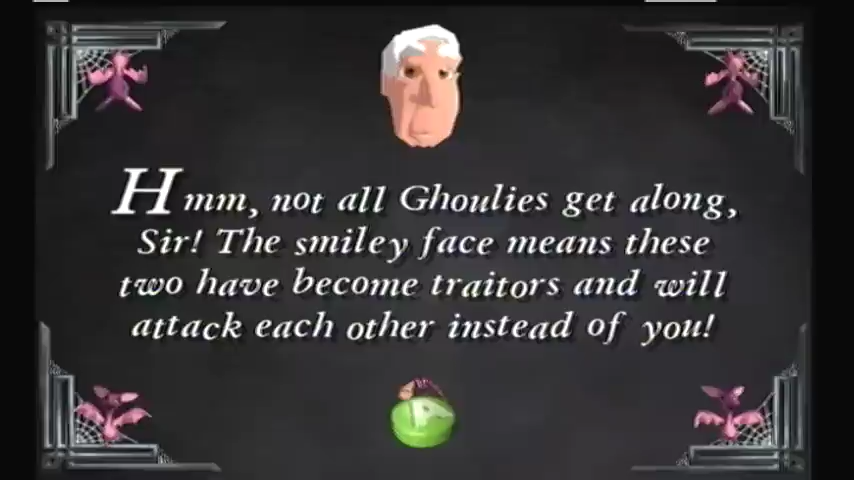 Hmm, not all Ghoulies get along,
Sir! The smiley face means these
two have become traitors and will
attack each other instead of you!
A